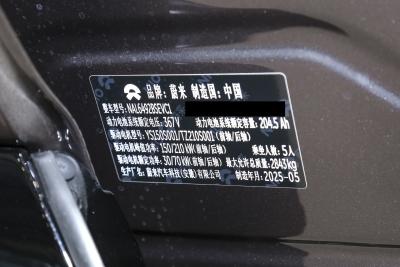 品牌:蔚来 制造国:中国
整车型号:NAL6492BSEVC1
动力电池系统额定电压:367V 动力电池系统额定容量:204.5 Ah
驱动电机型号:YS150S001/TZ210S001(前轴/后轴)
驱动电机峰值功率:150/210 kW(前轴/后轴) 乘坐人数:5人
驱动电机额定功率:30/70 kW(前轴/后轴) 最大允许总质量:2843kg
生产厂名:蔚来汽车科技(安徽)有限公司 制造年月:2025-05